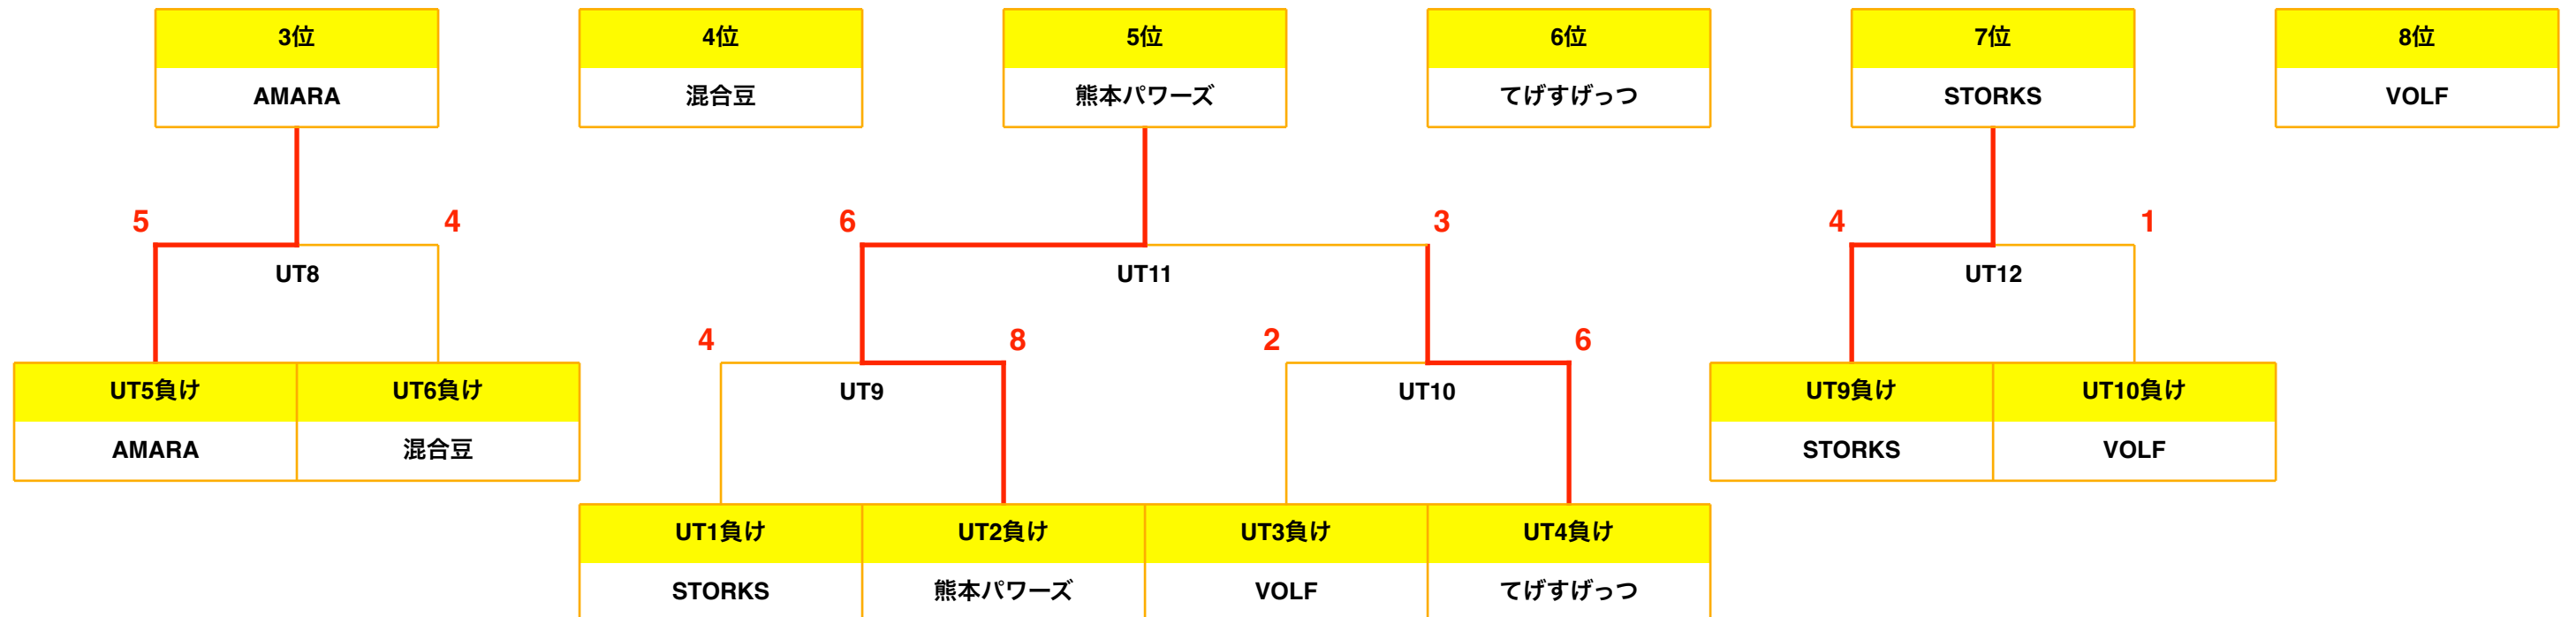 3位
4位
5位
6位
7位
8位
AMARA
混合豆
熊本パワーズ
てげすげっつ
STORKS
VOLF
5
4
6
3
4
1
UT8
UT11
UT12
4
8
2
6
UT5負け
UT6負け
UT9
UT10
UT9負け
UT10負け
AMARA
混合豆
STORKS
VOLF
UT1負け
UT2負け
UT3負け
UT4負け
STORKS
熊本パワーズ
VOLF
てげすげっつ